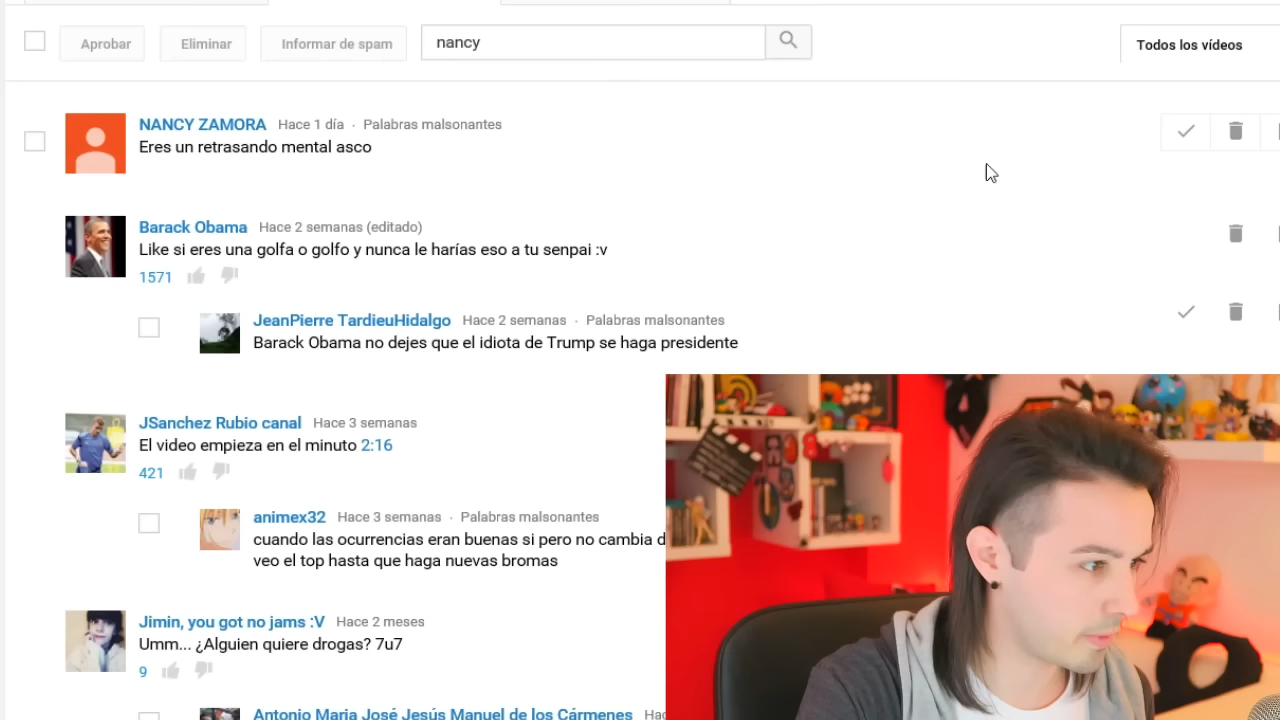 Aprobar Eliminar Informar de spam nancy Todos los vídeos
NANCY ZAMORA Hace 1 día · Palabras malsonantes
Eres un retrasando mental asco
Barack Obama Hace 2 semanas (editado)
Like si eres una golfa o golfo y nunca le harías eso a tu senpai :v
1571
JeanPierre TardieuHidalgo Hace 2 semanas · Palabras malsonantes
Barack Obama no dejes que el idiota de Trump se haga presidente
JSanchez Rubio canal Hace 3 semanas
El video empieza en el minuto 2:16
421
animex32 Hace 3 semanas · Palabras malsonantes
cuando las ocurrencias eran buenas si pero no cambia
veo el top hasta que haga nuevas bromas
Jimin, you got no jams :V Hace 2 meses
Umm... ¿Alguien quiere drogas? 7u7
9
Antonio Maria José Jesús Manuel de los Cármenes